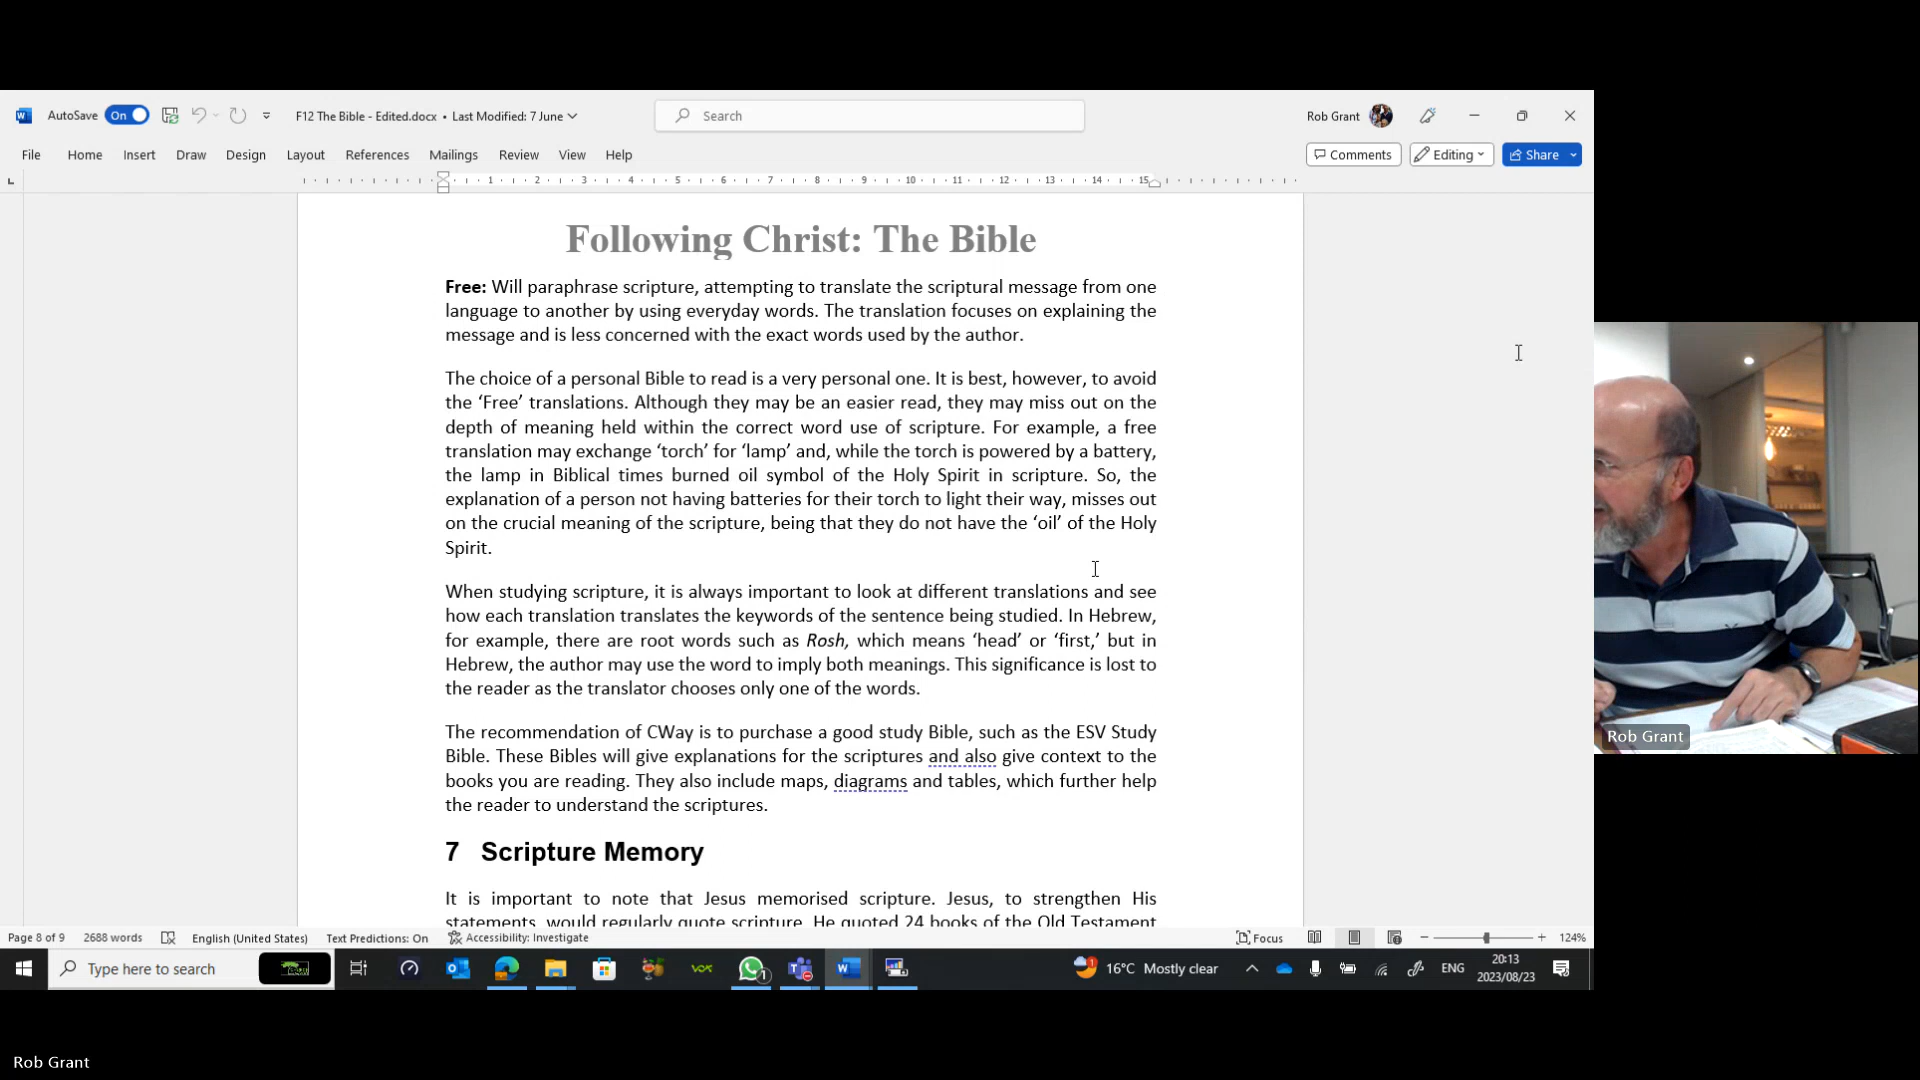 AutoSave On F12 The Bible - Edited.docx • Last Modified: 7 June Search Rob Grant
File Home Insert Draw Design Layout References Mailings Review View Help Comments Editing Share
1 2 3 4 5 6 7 8 9 10 11 12 13 14 15
Following Christ: The Bible
Free: Will paraphrase scripture, attempting to translate the scriptural message from one
language to another by using everyday words. The translation focuses on explaining the
message and is less concerned with the exact words used by the author.
The choice of a personal Bible to read is a very personal one. It is best, however, to avoid
the ‘Free’ translations. Although they may be an easier read, they may miss out on the
depth of meaning held within the correct word use of scripture. For example, a free
translation may exchange ‘torch’ for ‘lamp’ and, while the torch is powered by a battery,
the lamp in Biblical times burned oil symbol of the Holy Spirit in scripture. So, the
explanation of a person not having batteries for their torch to light their way, misses out
on the crucial meaning of the scripture, being that they do not have the ‘oil’ of the Holy
Spirit.
When studying scripture, it is always important to look at different translations and see
how each translation translates the keywords of the sentence being studied. In Hebrew,
for example, there are root words such as Rosh, which means ‘head’ or ‘first,’ but in
Hebrew, the author may use the word to imply both meanings. This significance is lost to
the reader as the translator chooses only one of the words.
The recommendation of CWay is to purchase a good study Bible, such as the ESV Study
Bible. These Bibles will give explanations for the scriptures and also give context to the
books you are reading. They also include maps, diagrams and tables, which further help
the reader to understand the scriptures.
7 Scripture Memory
It is important to note that Jesus memorised scripture. Jesus, to strengthen His
statements, would regularly quote scripture. He quoted 24 books of the Old Testament
Page 8 of 9 2688 words English (United States) Text Predictions: On Accessibility: Investigate Focus 124%
Type here to search VOX 1 16°C Mostly clear ENG 20:13
2023/08/23
Rob Grant
Rob Grant